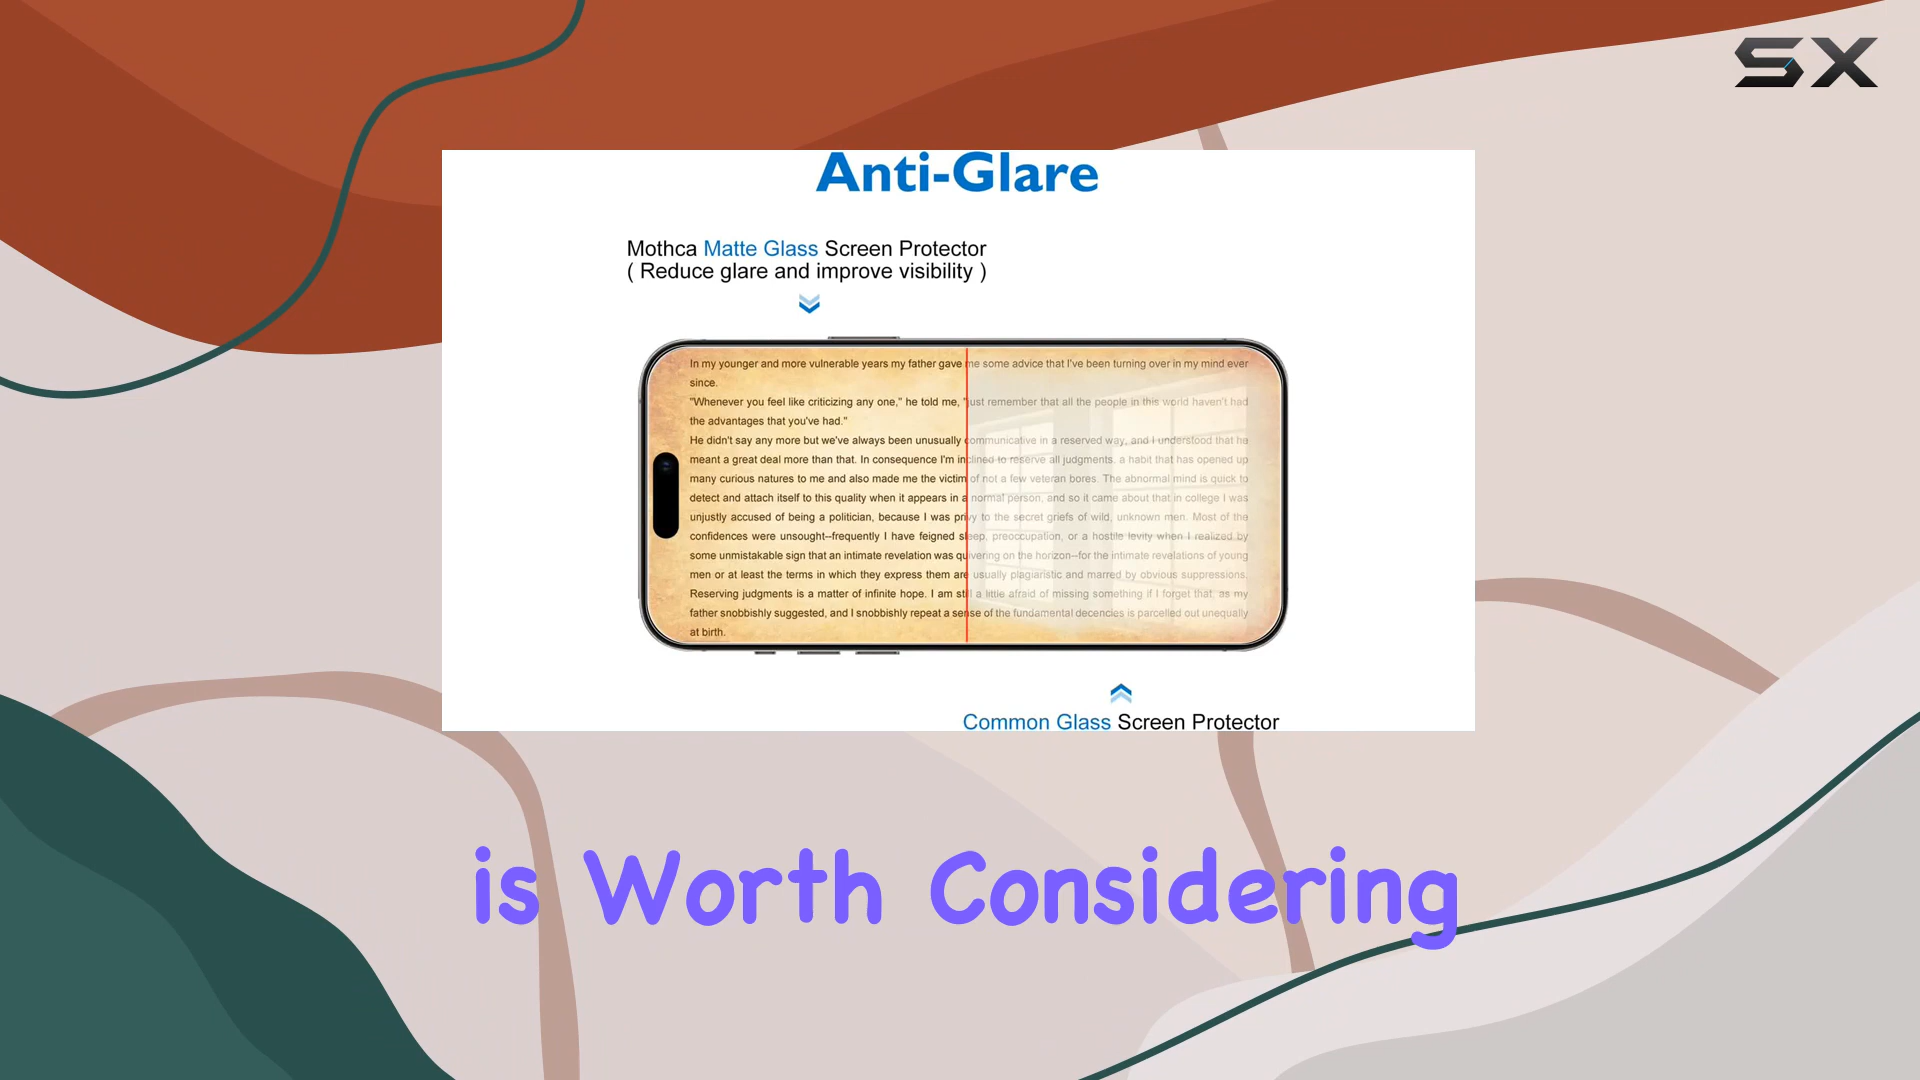 SX
Anti-Glare
Mothca Matte Glass Screen Protector
( Reduce glare and improve visibility )
In my younger and more vulnerable years my father gave me some advice that I've been turning over in my mind ever
since.
"Whenever you feel like criticizing any one," he told me, "just remember that all the people in this world haven't had
the advantages that you've had."
He didn't say any more but we've always been unusually communicative in a reserved way, and I understood that he
meant a great deal more than that. In consequence I'm inclined to reserve all judgments, a habit that has opened up
many curious natures to me and also made me the victim of not a few veteran bores. The abnormal mind is quick to
detect and attach itself to this quality when it appears in a normal person, and so it came about that in college I was
unjustly accused of being a politician, because I was privy to the secret griefs of wild, unknown men. Most of the
confidences were unsought--frequently I have feigned sleep, preoccupation, or a hostile levity when I realized by
some unmistakable sign that an intimate revelation was quivering on the horizon--for the intimate revelations of young
men or at least the terms in which they express them are usually plagiaristic and marred by obvious suppressions.
Reserving judgments is a matter of infinite hope. I am still a little afraid of missing something if I forget that, as my
father snobbishly suggested, and I snobbishly repeat a sense of the fundamental decencies is parcelled out unequally
at birth.
Common Glass Screen Protector
is Worth Considering